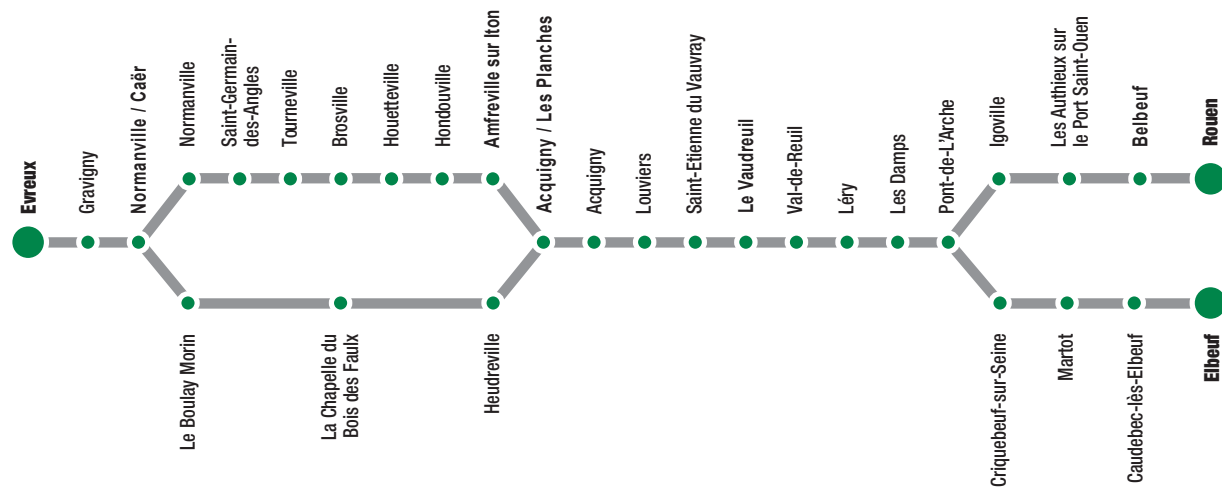 Evreux
Gravigny
Normanville / Caër
Normanville
Saint-Germain-
des-Angles
Tourneville
Brosville
Houetteville
Hondouville
Amfreville sur Iton
Le Boulay Morin
La Chapelle du
Bois des Faulx
Heudreville
Acquigny / Les Planches
Acquigny
Louviers
Saint-Etienne du Vauvray
Le Vaudreuil
Val-de-Reuil
Léry
Les Damps
Pont-de-L'Arche
Igoville
Les Authieux sur
le Port Saint-Ouen
Belbeuf
Rouen
Criquebeuf-sur-Seine
Martot
Caudebec-lès-Elbeuf
Elbeuf